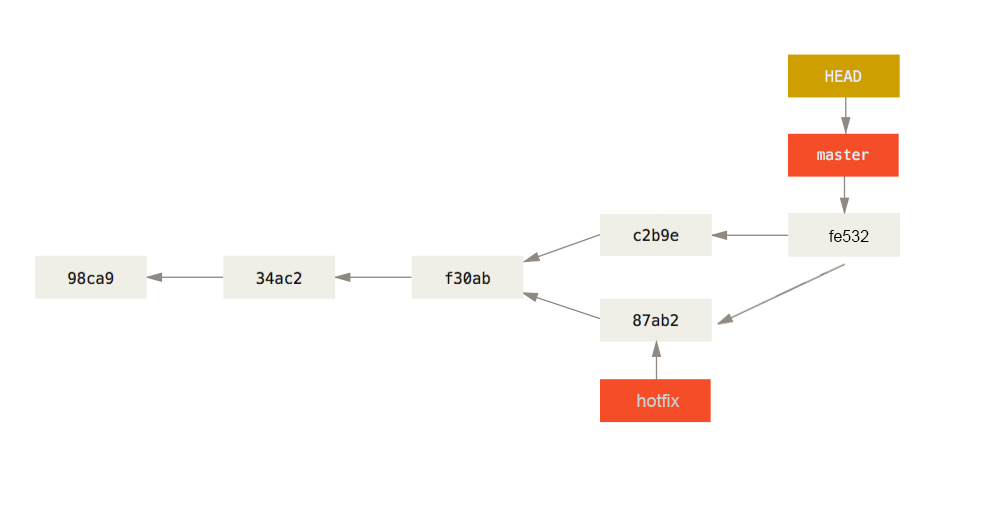 HEAD
master
c2b9e
fe532
98ca9
34ac2
f30ab
87ab2
hotfix